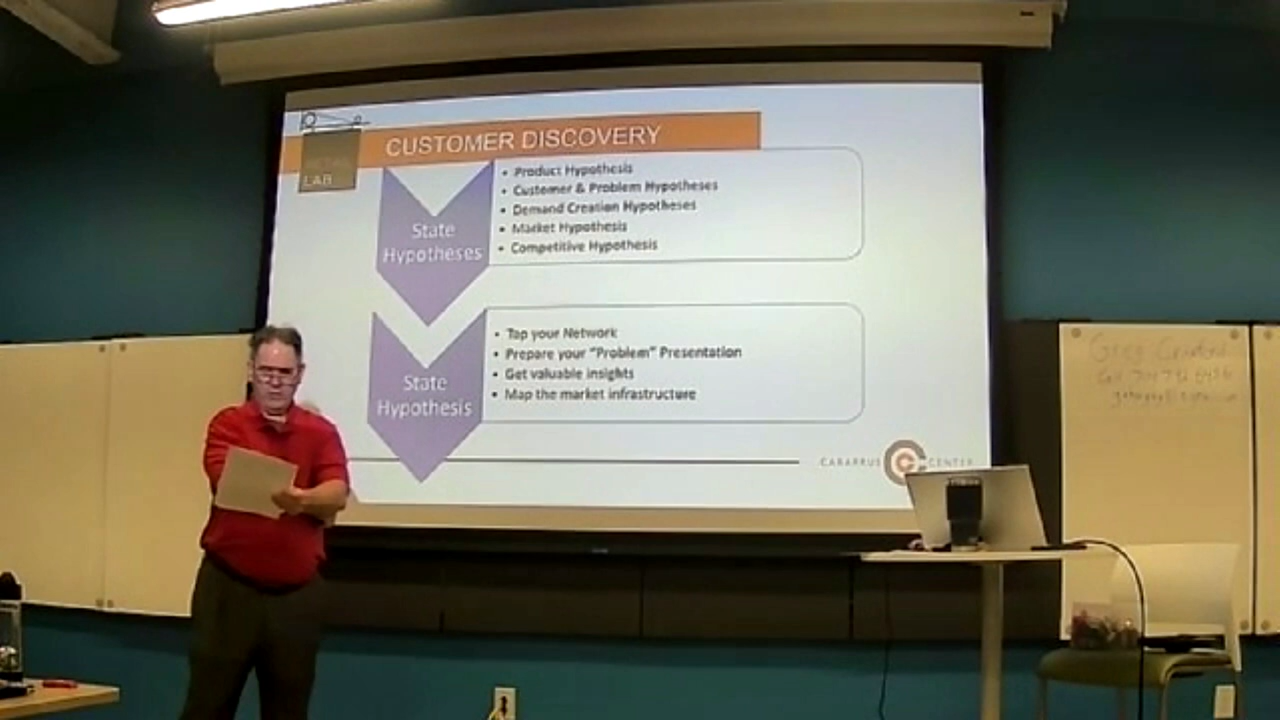 CUSTOMER DISCOVERY
RETAIL
LAB
State
Hypotheses
• Product Hypothesis
• Customer & Problem Hypotheses
• Demand Creation Hypotheses
• Market Hypothesis
• Competitive Hypothesis
State
Hypothesis
• Tap your Network
• Prepare your "Problem" Presentation
• Get valuable insights
• Map the market infrastructure
CABARRUS CENTER